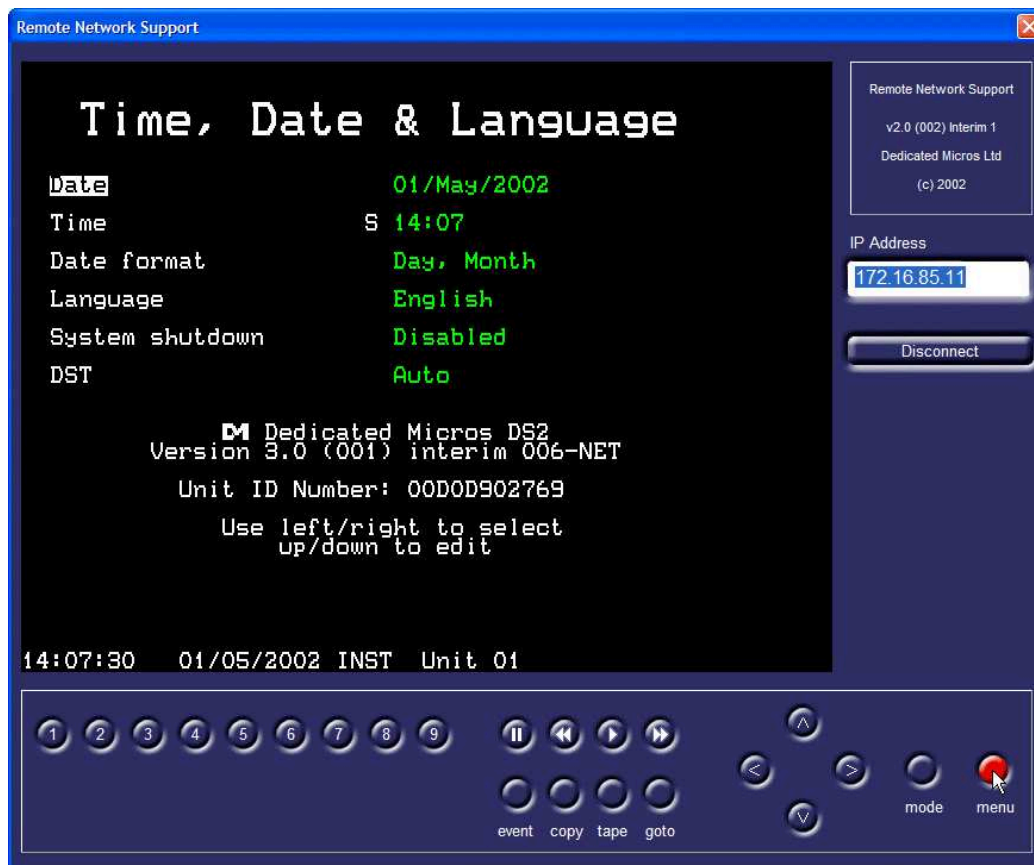 Remote Network Support
Time, Date & Language
Date 01/May/2002
Time S 14:07
Date format Day, Month
Language English
System shutdown Disabled
DST Auto
DM Dedicated Micros DS2
Version 3.0 (001) interim 006-NET
Unit ID Number: 00D0D902769
Use left/right to select
up/down to edit
14:07:30 01/05/2002 INST Unit 01
Remote Network Support
v2.0 (002) Interim 1
Dedicated Micros Ltd
(c) 2002
IP Address
172.16.85.11
Disconnect
1 2 3 4 5 6 7 8 9
event copy tape goto
mode menu